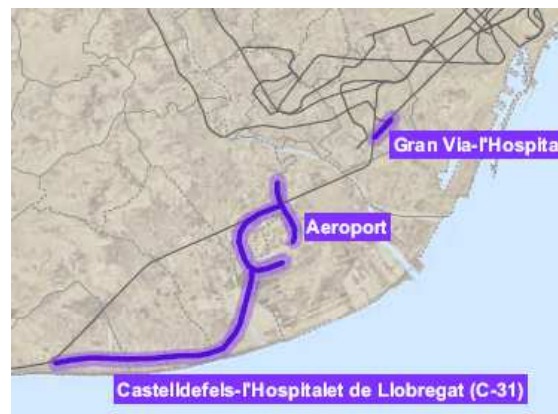 Gran Via-l'Hospita
Aeroport
Castelldefels-l'Hospitalet de Llobregat (C-31)